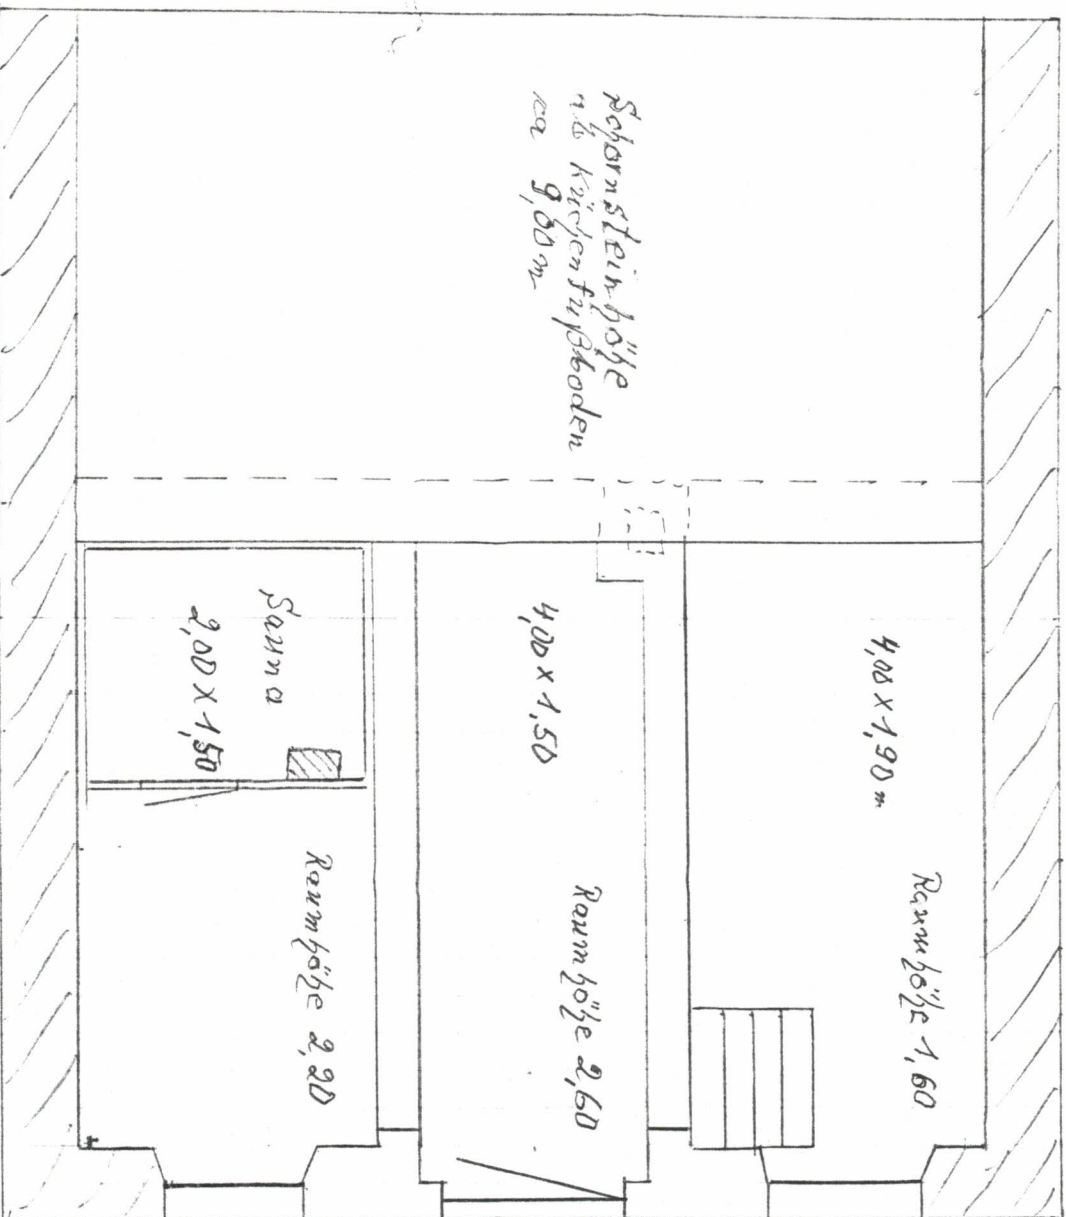 Schornsteinhöhe
Küchenfußboden
ca 9,00 m
4,00 x 1,90 m
Raumhöhe 1,60
4,00 x 1,50
Raumhöhe 2,60
Sauna
2,00 x 1,50
Raumhöhe 2,20